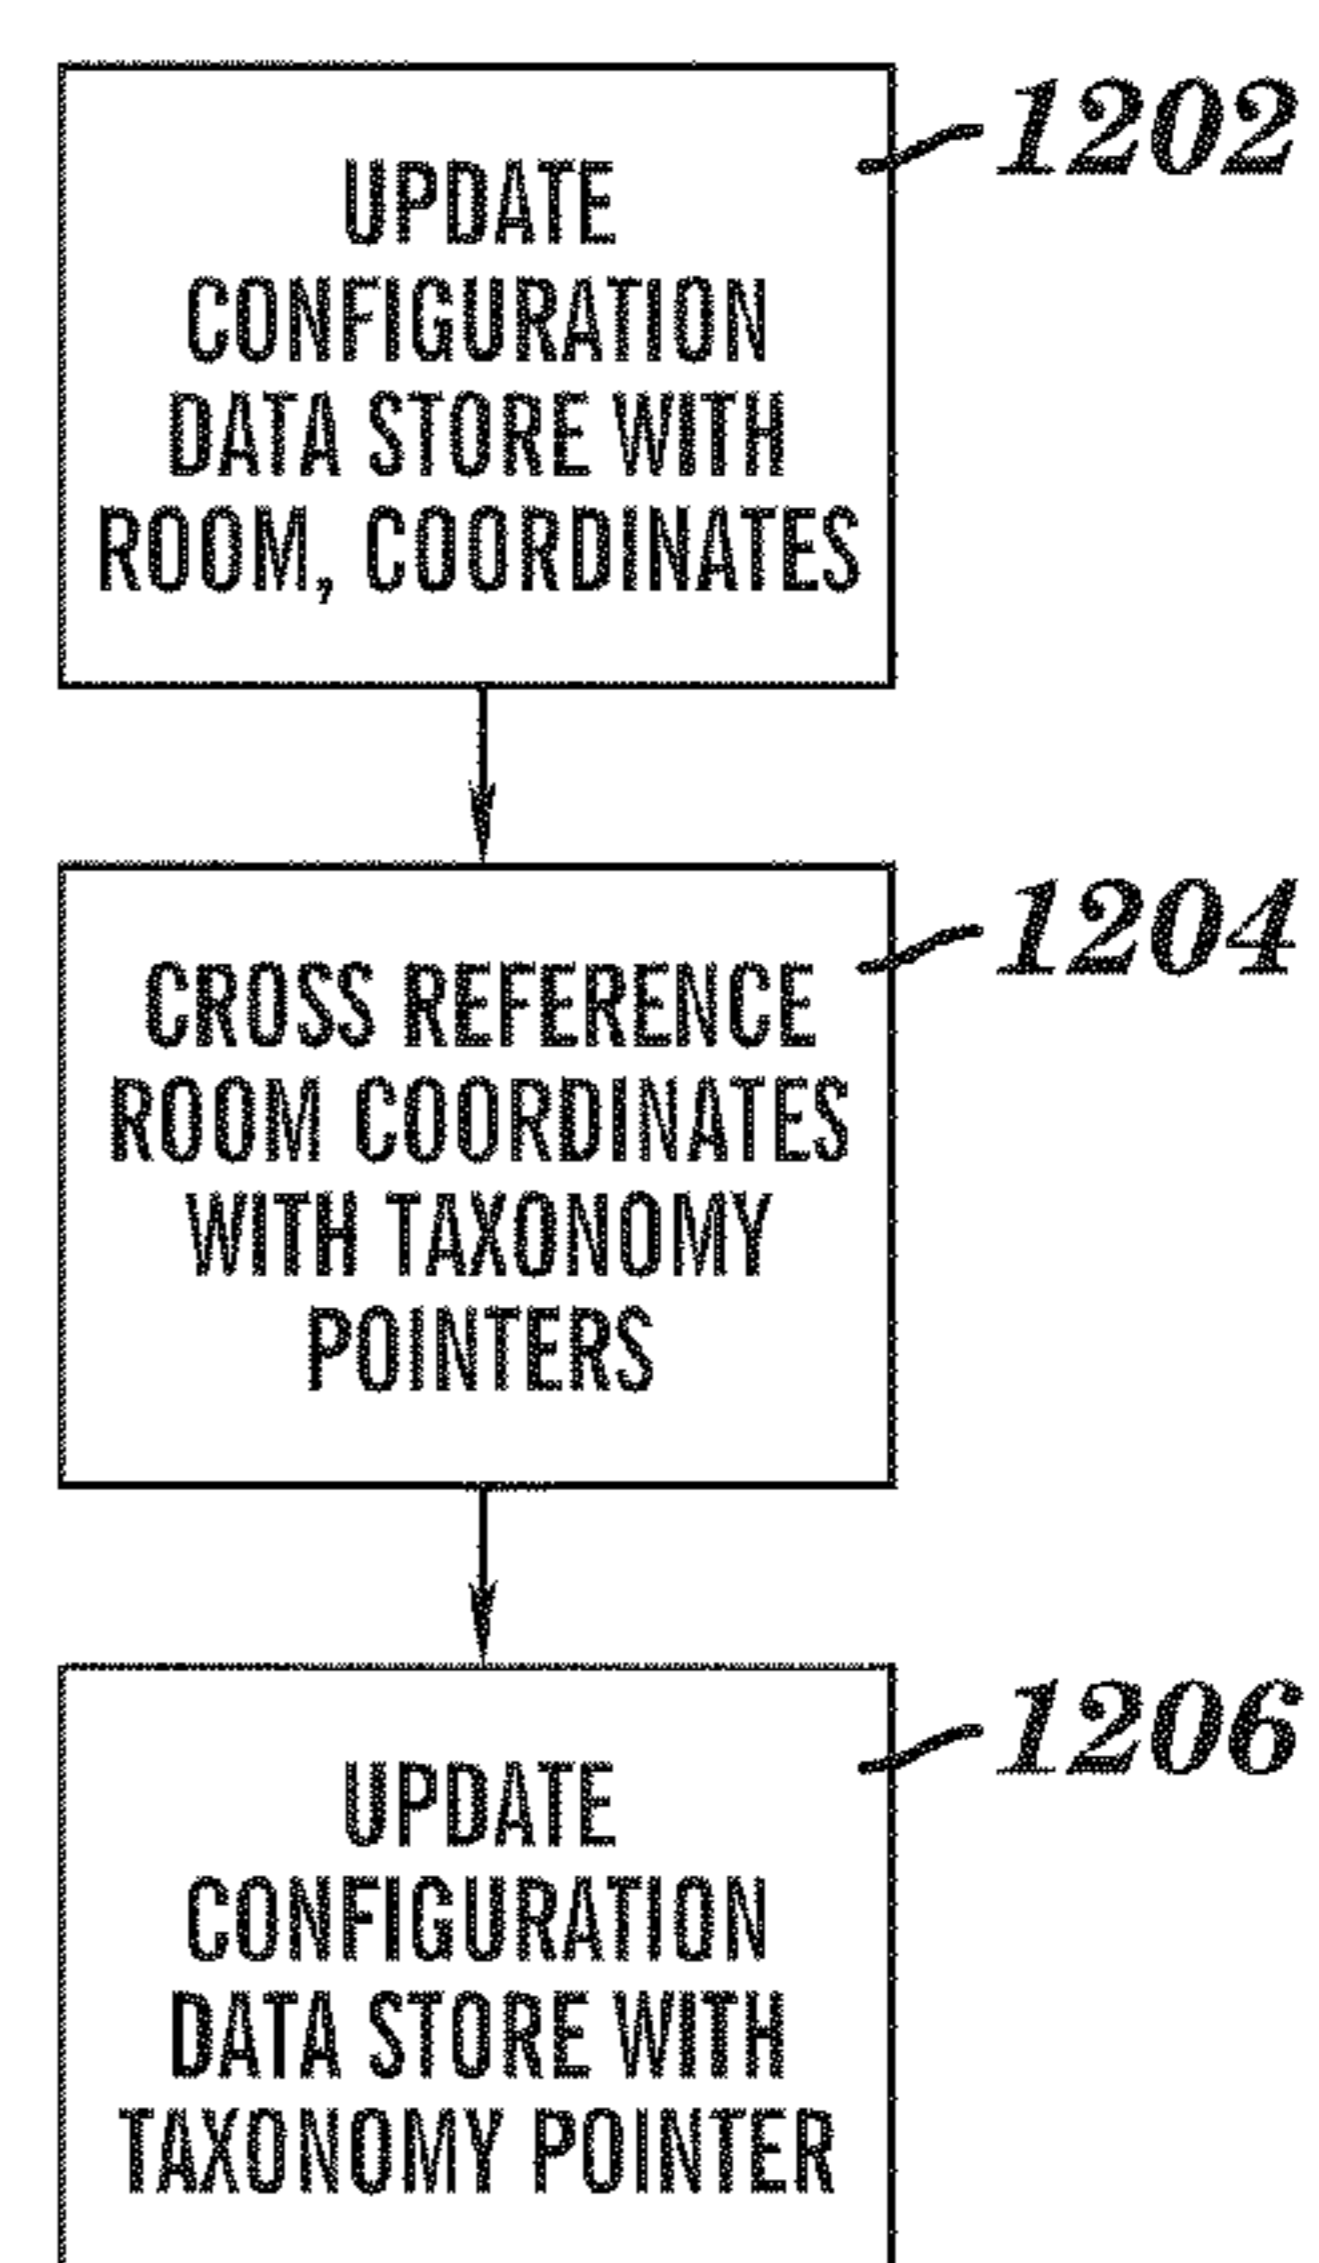 1202
UPDATE
CONFIGURATION
DATA STORE WITH
ROOM, COORDINATES
1204
CROSS REFERENCE
ROOM COORDINATES
WITH TAXONOMY
POINTERS
1206
UPDATE
CONFIGURATION
DATA STORE WITH
TAXONOMY POINTER